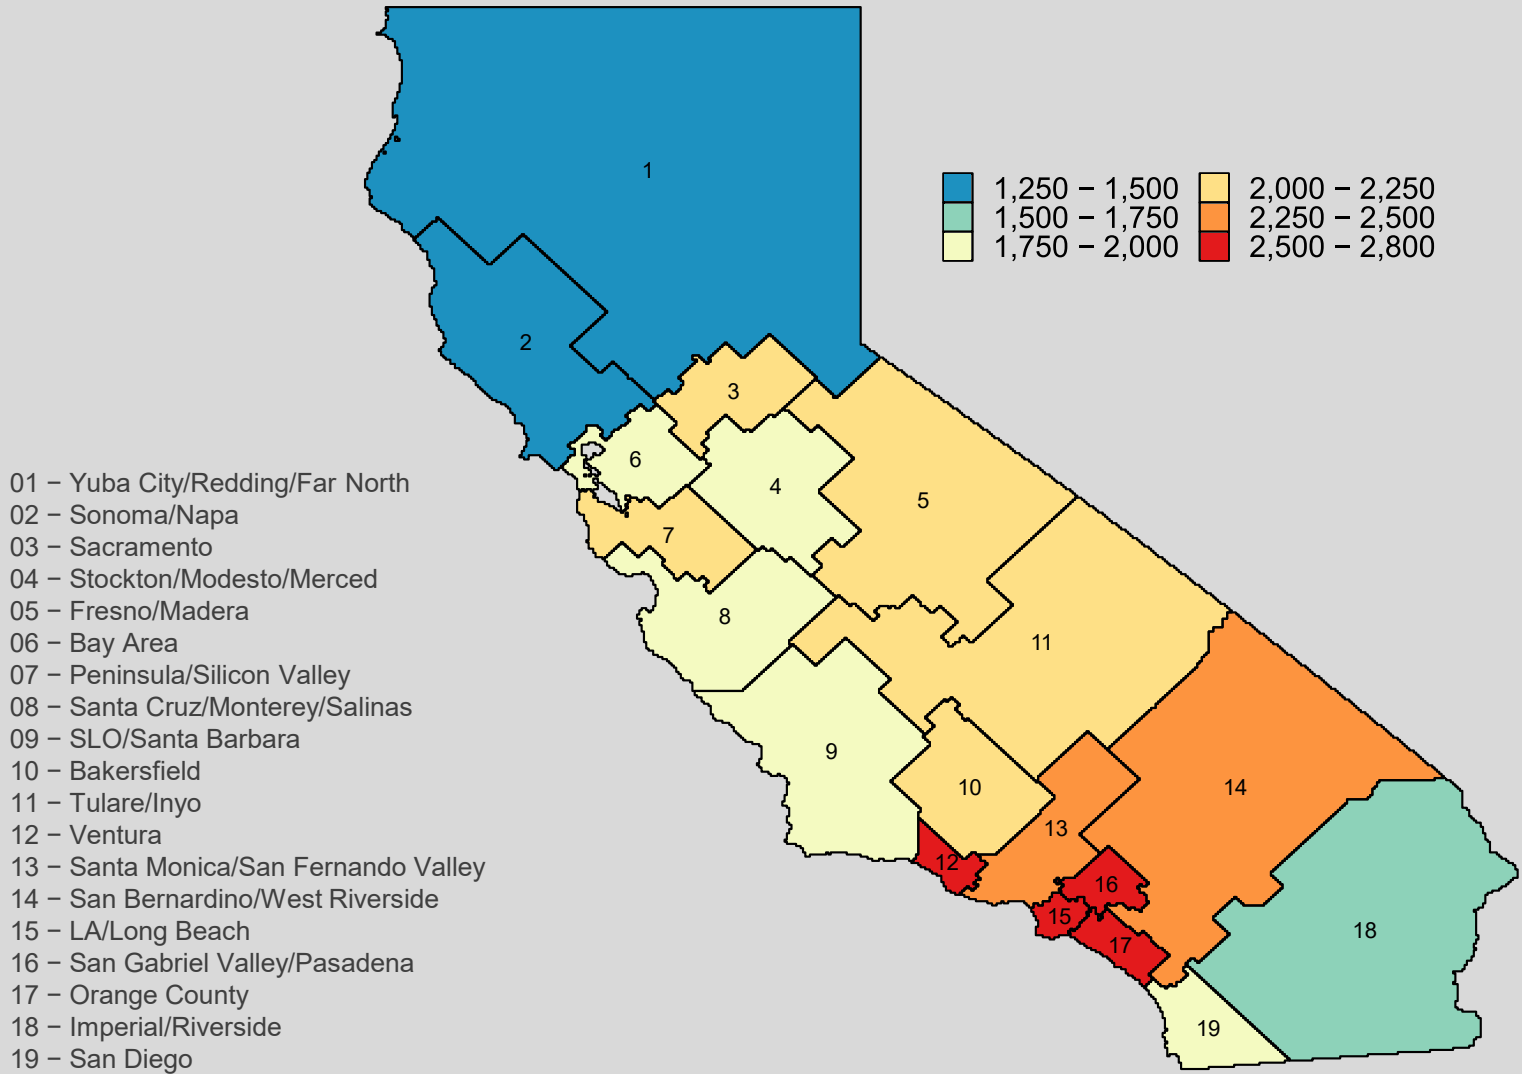 1
1,250 − 1,500 2,000 − 2,250
1,500 − 1,750 2,250 − 2,500
1,750 − 2,000 2,500 − 2,800
2
3
6
4
5
7
8
11
9
10
14
13
12
16
15
17
18
19
01 − Yuba City/Redding/Far North
02 − Sonoma/Napa
03 − Sacramento
04 − Stockton/Modesto/Merced
05 − Fresno/Madera
06 − Bay Area
07 − Peninsula/Silicon Valley
08 − Santa Cruz/Monterey/Salinas
09 − SLO/Santa Barbara
10 − Bakersfield
11 − Tulare/Inyo
12 − Ventura
13 − Santa Monica/San Fernando Valley
14 − San Bernardino/West Riverside
15 − LA/Long Beach
16 − San Gabriel Valley/Pasadena
17 − Orange County
18 − Imperial/Riverside
19 − San Diego